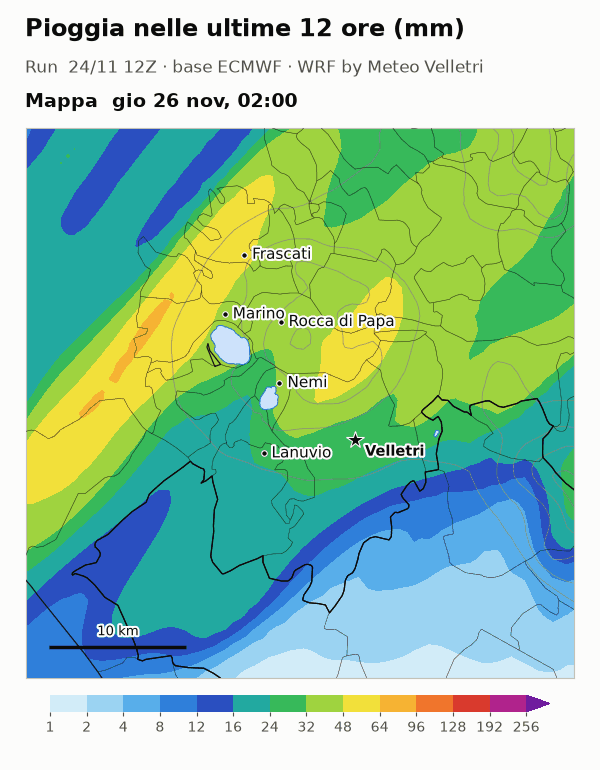 Pioggia nelle ultime 12 ore (mm)
Run  24/11 12Z · base ECMWF · WRF by Meteo Velletri
Mappa  gio 26 nov, 02:00
Frascati
Marino
Rocca di Papa
Nemi
Velletri
Lanuvio
10 km
1 2 4 8 12 16 24 32 48 64 96 128 192 256